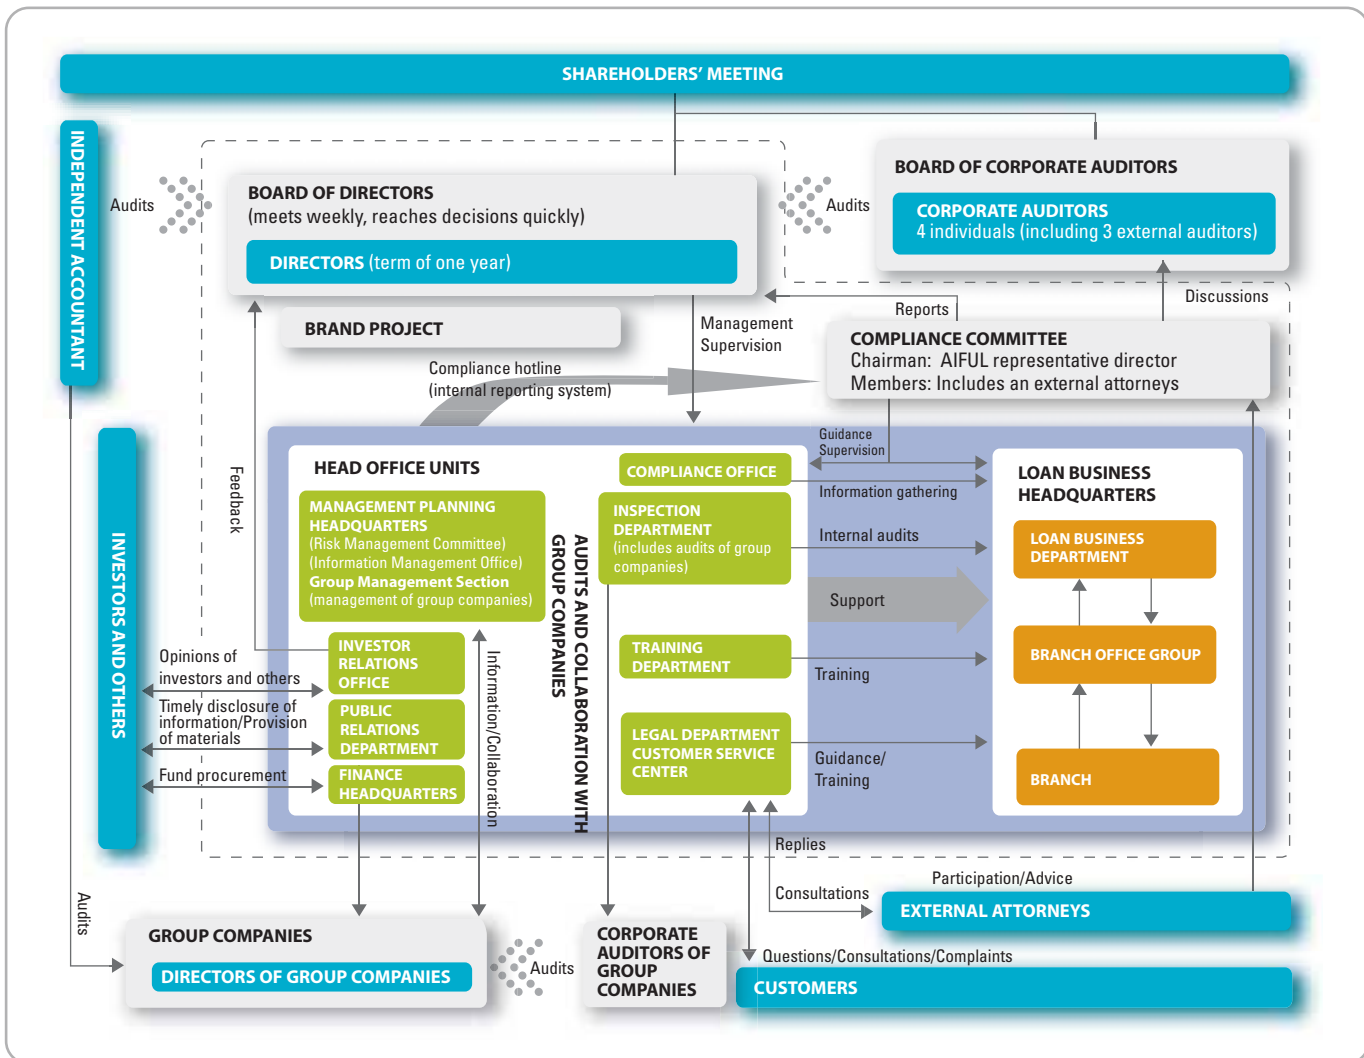 SHAREHOLDERS' MEETING
INDEPENDENT ACCOUNTANT
Audits
BOARD OF DIRECTORS
(meets weekly, reaches decisions quickly)
DIRECTORS (term of one year)
Audits
BOARD OF CORPORATE AUDITORS
CORPORATE AUDITORS
4 individuals (including 3 external auditors)
BRAND PROJECT
Management
Supervision
Reports
Discussions
COMPLIANCE COMMITTEE
Chairman: AIFUL representative director
Members: Includes an external attorneys
Compliance hotline
(internal reporting system)
Feedback
INVESTORS AND OTHERS
HEAD OFFICE UNITS
MANAGEMENT PLANNING
HEADQUARTERS
(Risk Management Committee)
(Information Management Office)
Group Management Section
(management of group companies)
INVESTOR
RELATIONS
OFFICE
PUBLIC
RELATIONS
DEPARTMENT
FINANCE
HEADQUARTERS
Opinions of
investors and others
Timely disclosure of
information/Provision
of materials
Fund procurement
Information/Collaboration
AUDITS AND COLLABORATION WITH
GROUP COMPANIES
COMPLIANCE OFFICE
INSPECTION
DEPARTMENT
(includes audits of group
companies)
TRAINING
DEPARTMENT
LEGAL DEPARTMENT
CUSTOMER SERVICE
CENTER
Guidance
Supervision
Information gathering
Internal audits
Support
Training
Guidance/
Training
LOAN BUSINESS
HEADQUARTERS
LOAN BUSINESS
DEPARTMENT
BRANCH OFFICE GROUP
BRANCH
Replies
Consultations
Participation/Advice
EXTERNAL ATTORNEYS
Audits
GROUP COMPANIES
DIRECTORS OF GROUP COMPANIES
Audits
CORPORATE
AUDITORS OF
GROUP
COMPANIES
Questions/Consultations/Complaints
CUSTOMERS